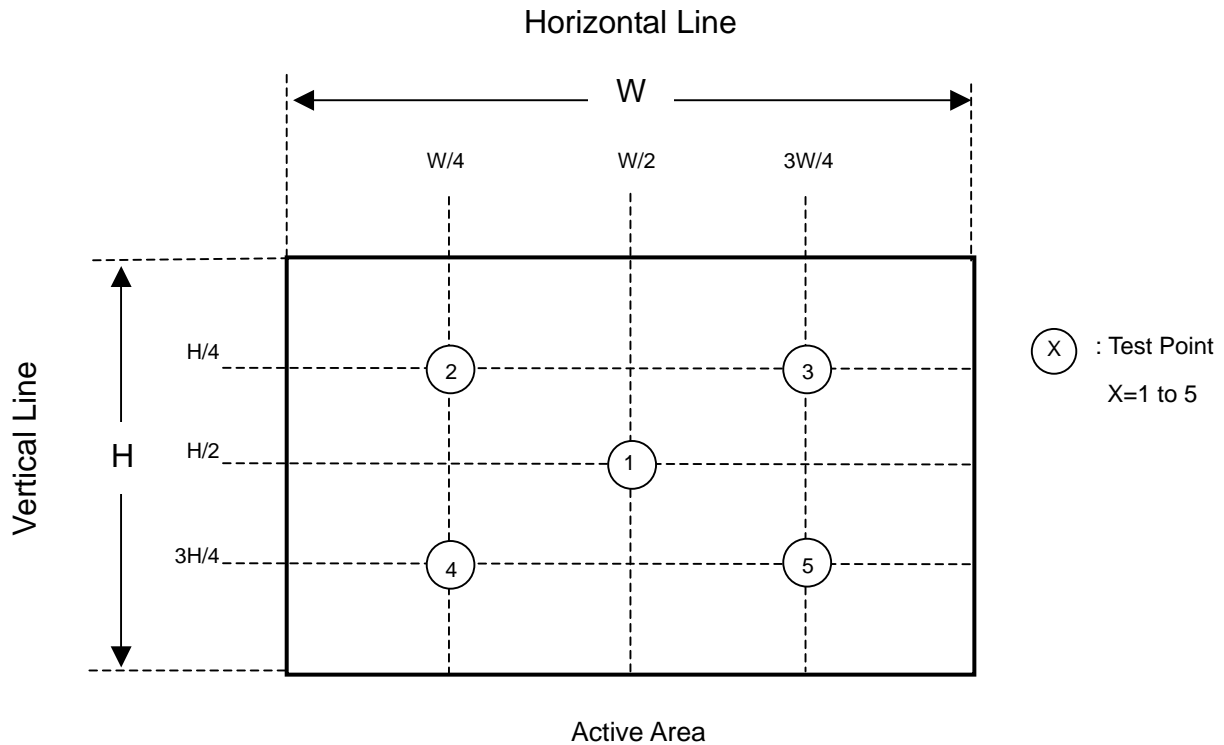 Horizontal Line
W
W/4
W/2
3W/4
Vertical Line
H
H/4
H/2
3H/4
2
3
1
4
5
X
: Test Point
X=1 to 5
Active Area